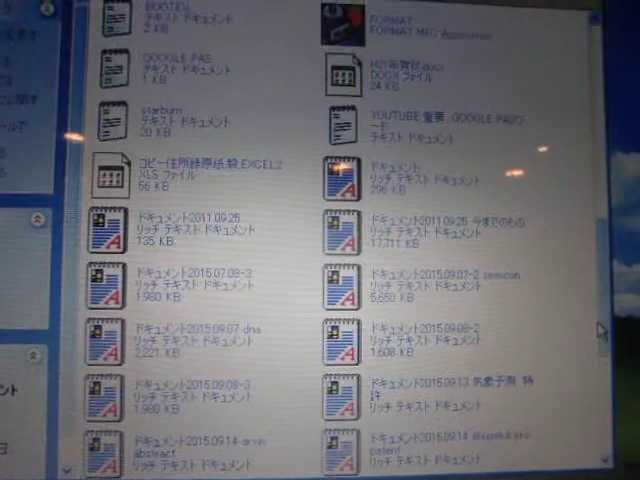 BOOTEX
テキスト ドキュメント
2 KB
FORMAT
FORMAT MFC Application
GOOGLE PAS
テキスト ドキュメント
1 KB
H21年賀状.docx
DOCX ファイル
24 KB
starburn
テキスト ドキュメント
20 KB
YOUTUBE 重要 GOOGLE PASワ
ード
テキスト ドキュメント
コピー住所録原紙
EXCEL2
XLS ファイル
56 KB
ドキュメント
リッチ テキスト ドキュメント
296 KB
ドキュメント2011.09.25
リッチ テキスト ドキュメント
135 KB
ドキュメント2011.09.25 今までのもの
リッチ テキスト ドキュメント
17,711 KB
ドキュメント2015.07.08-3
リッチ テキスト ドキュメント
1,980 KB
ドキュメント2015.09.07-2 semicon
リッチ テキスト ドキュメント
5,650 KB
ドキュメント2015.09.07 dns
リッチ テキスト ドキュメント
2,221 KB
ドキュメント2015.09.08-2
リッチ テキスト ドキュメント
1,608 KB
ドキュメント2015.09.08-3
リッチ テキスト ドキュメント
1,980 KB
ドキュメント2015.09.13 気象予測 特
許
リッチ テキスト ドキュメント
ドキュメント2015.09.14
abstract
リッチ テキスト ドキュメント
ドキュメント2015.09.14
patent
リッチ テキスト ドキュメント